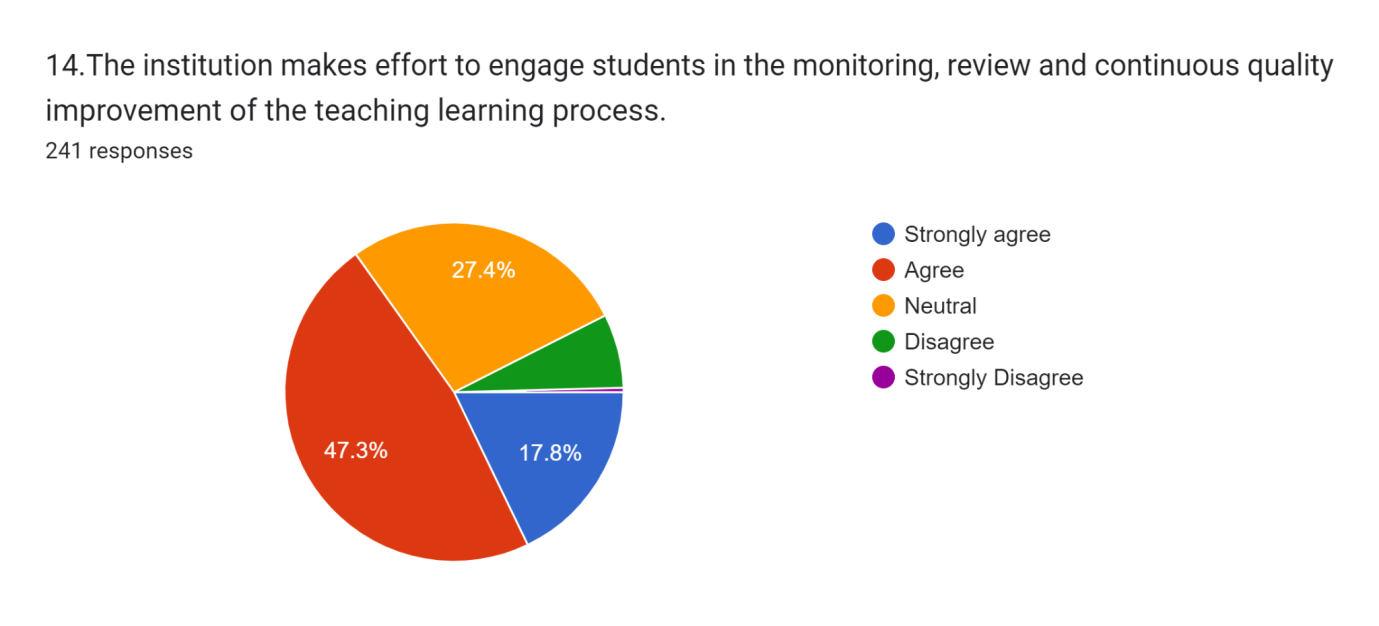 14.The institution makes effort to engage students in the monitoring, review and continuous quality
improvement of the teaching learning process.
241 responses
27.4%
47.3%
17.8%
Strongly agree
Agree
Neutral
Disagree
Strongly Disagree